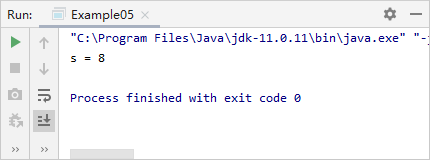 Run: Example05
"C:\Program Files\Java\jdk-11.0.11\bin\java.exe" "-j
s = 8
Process finished with exit code 0